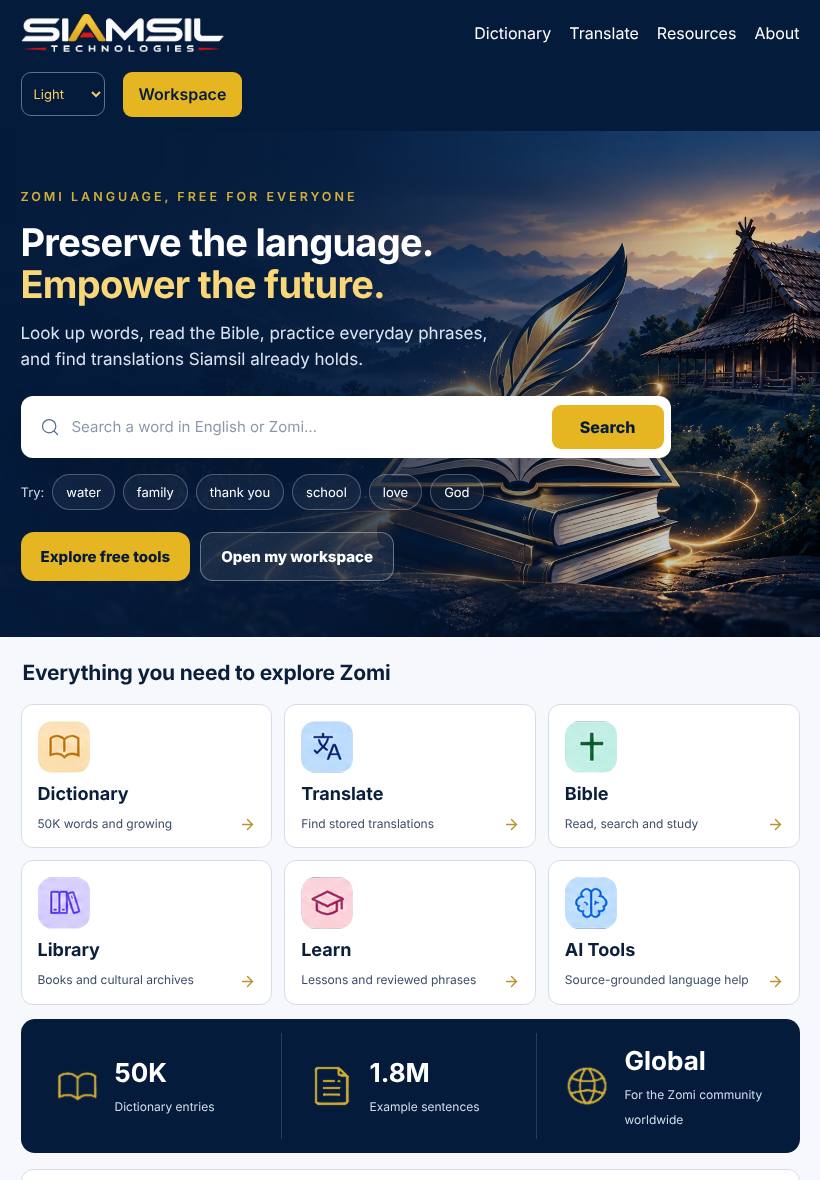 SIAMSIL
TECHNOLOGIES
Dictionary Translate Resources About
Light
Workspace
ZOMI LANGUAGE, FREE FOR EVERYONE
Preserve the language.
Empower the future.
Look up words, read the Bible, practice everyday phrases,
and find translations Siamsil already holds.
Search a word in English or Zomi...
Search
Try: water family thank you school love God
Explore free tools
Open my workspace
Everything you need to explore Zomi
Dictionary
50K words and growing
Translate
Find stored translations
Bible
Read, search and study
Library
Books and cultural archives
Learn
Lessons and reviewed phrases
AI Tools
Source-grounded language help
50K
Dictionary entries
1.8M
Example sentences
Global
For the Zomi community
worldwide